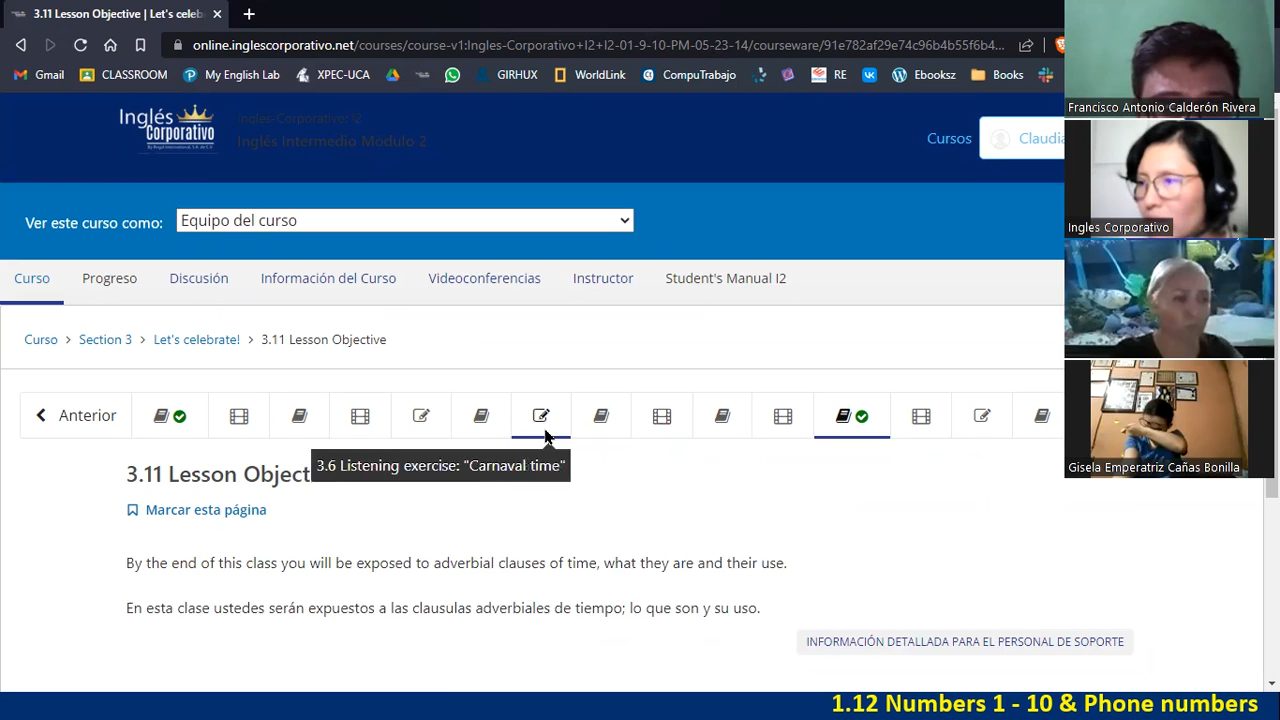 3.11 Lesson Objective | Let's celeb
online.inglescorporativo.net/courses/course-v1:Ingles-Corporativo+I2+I2-01-9-10-PM-05-23-14/courseware/91e782af29e74c96b4b55f6b4...
Gmail
CLASSROOM
My English Lab
XPEC-UCA
GIRHUX
WorldLink
CompuTrabajo
RE
Ebooksz
Books
Inglés
Corporativo
Ingles-Corporativo: I2
Inglés Intermedio Modulo 2
Cursos
Claudia
Ver este curso como:
Equipo del curso
Curso
Progreso
Discusión
Información del Curso
Videoconferencias
Instructor
Student's Manual I2
Curso > Section 3 > Let's celebrate! > 3.11 Lesson Objective
Anterior
3.6 Listening exercise: "Carnaval time"
3.11 Lesson Object
Marcar esta página
By the end of this class you will be exposed to adverbial clauses of time, what they are and their use.
En esta clase ustedes serán expuestos a las clausulas adverbiales de tiempo; lo que son y su uso.
INFORMACIÓN DETALLADA PARA EL PERSONAL DE SOPORTE
Francisco Antonio Calderón Rivera
Ingles Corporativo
Gisela Emperatriz Cañas Bonilla
1.12 Numbers 1 - 10 & Phone numbers